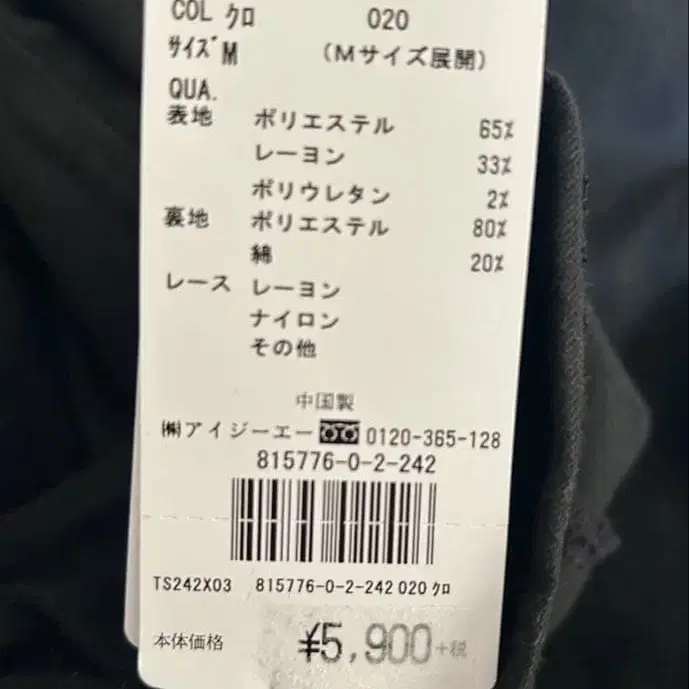 COL クロ 020
サイズ M (Mサイズ展開)
QUA.
表地 ポリエステル 65%
レーヨン 33%
ポリウレタン 2%
裏地 ポリエステル 80%
綿 20%
レース レーヨン
ナイロン
その他
中国製
㈱アイジーエー 0120-365-128
815776-0-2-242
TS242X03 815776-0-2-242 020 クロ
本体価格 ¥5,900+税